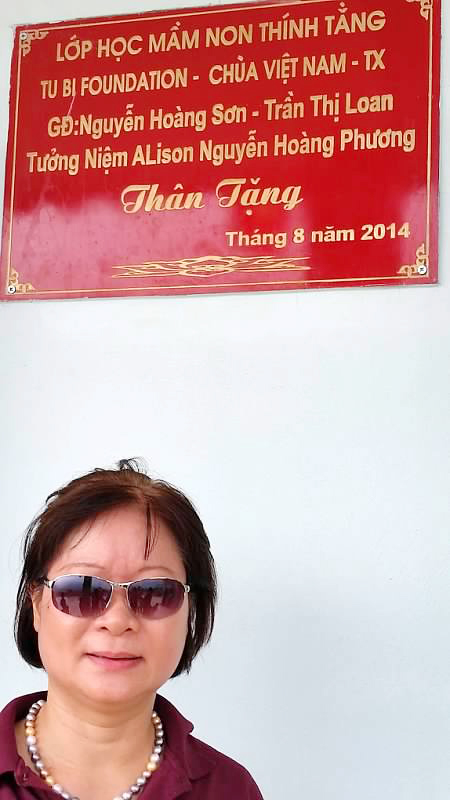 LỚP HỌC MẦM NON THÍNH TẰNG
TU BI FOUNDATION - CHÙA VIỆT NAM - TX
GĐ:Nguyễn Hoàng Sơn - Trần Thị Loan
Tưởng Niệm ALison Nguyễn Hoàng Phương
Thân Tặng
Tháng 8 năm 2014